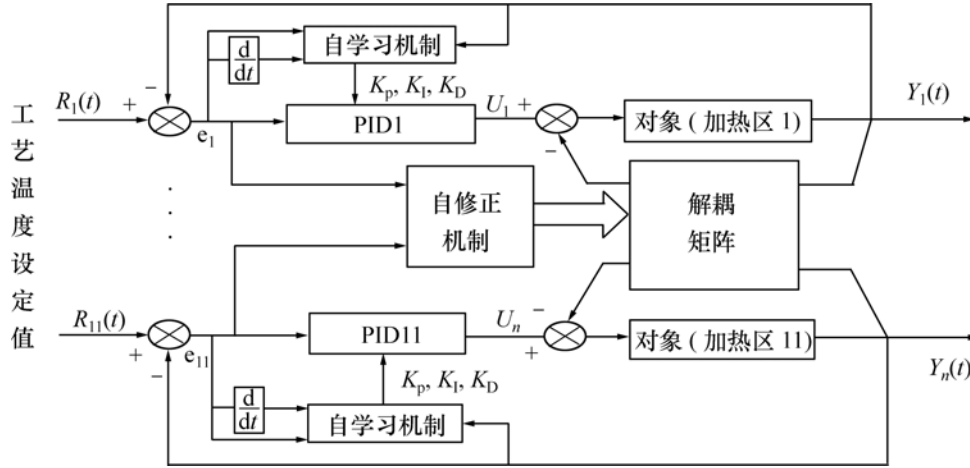 工艺温度设定值
R₁(t)
+
−
e₁
d
dt
自学习机制
Kp, KI, KD
PID1
U₁ +
−
对象(加热区1)
Y₁(t)
自修正
机制
解耦
矩阵
R₁₁(t)
+
−
e₁₁
PID11
Uₙ
−
+
对象(加热区11)
Yₙ(t)
Kp, KI, KD
d
dt
自学习机制